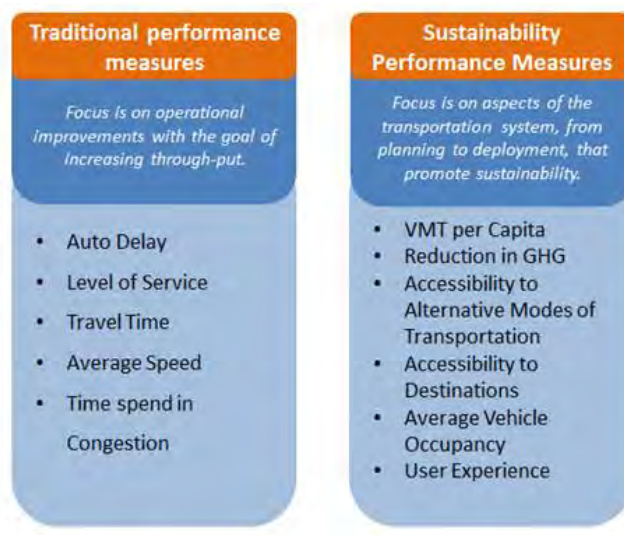 Traditional performance
measures
Focus is on operational
improvements with the goal of
increasing through-put.
• Auto Delay
• Level of Service
• Travel Time
• Average Speed
• Time spend in
Congestion
Sustainability
Performance Measures
Focus is on aspects of the
transportation system, from
planning to deployment, that
promote sustainability.
• VMT per Capita
• Reduction in GHG
• Accessibility to
Alternative Modes of
Transportation
• Accessibility to
Destinations
• Average Vehicle
Occupancy
• User Experience